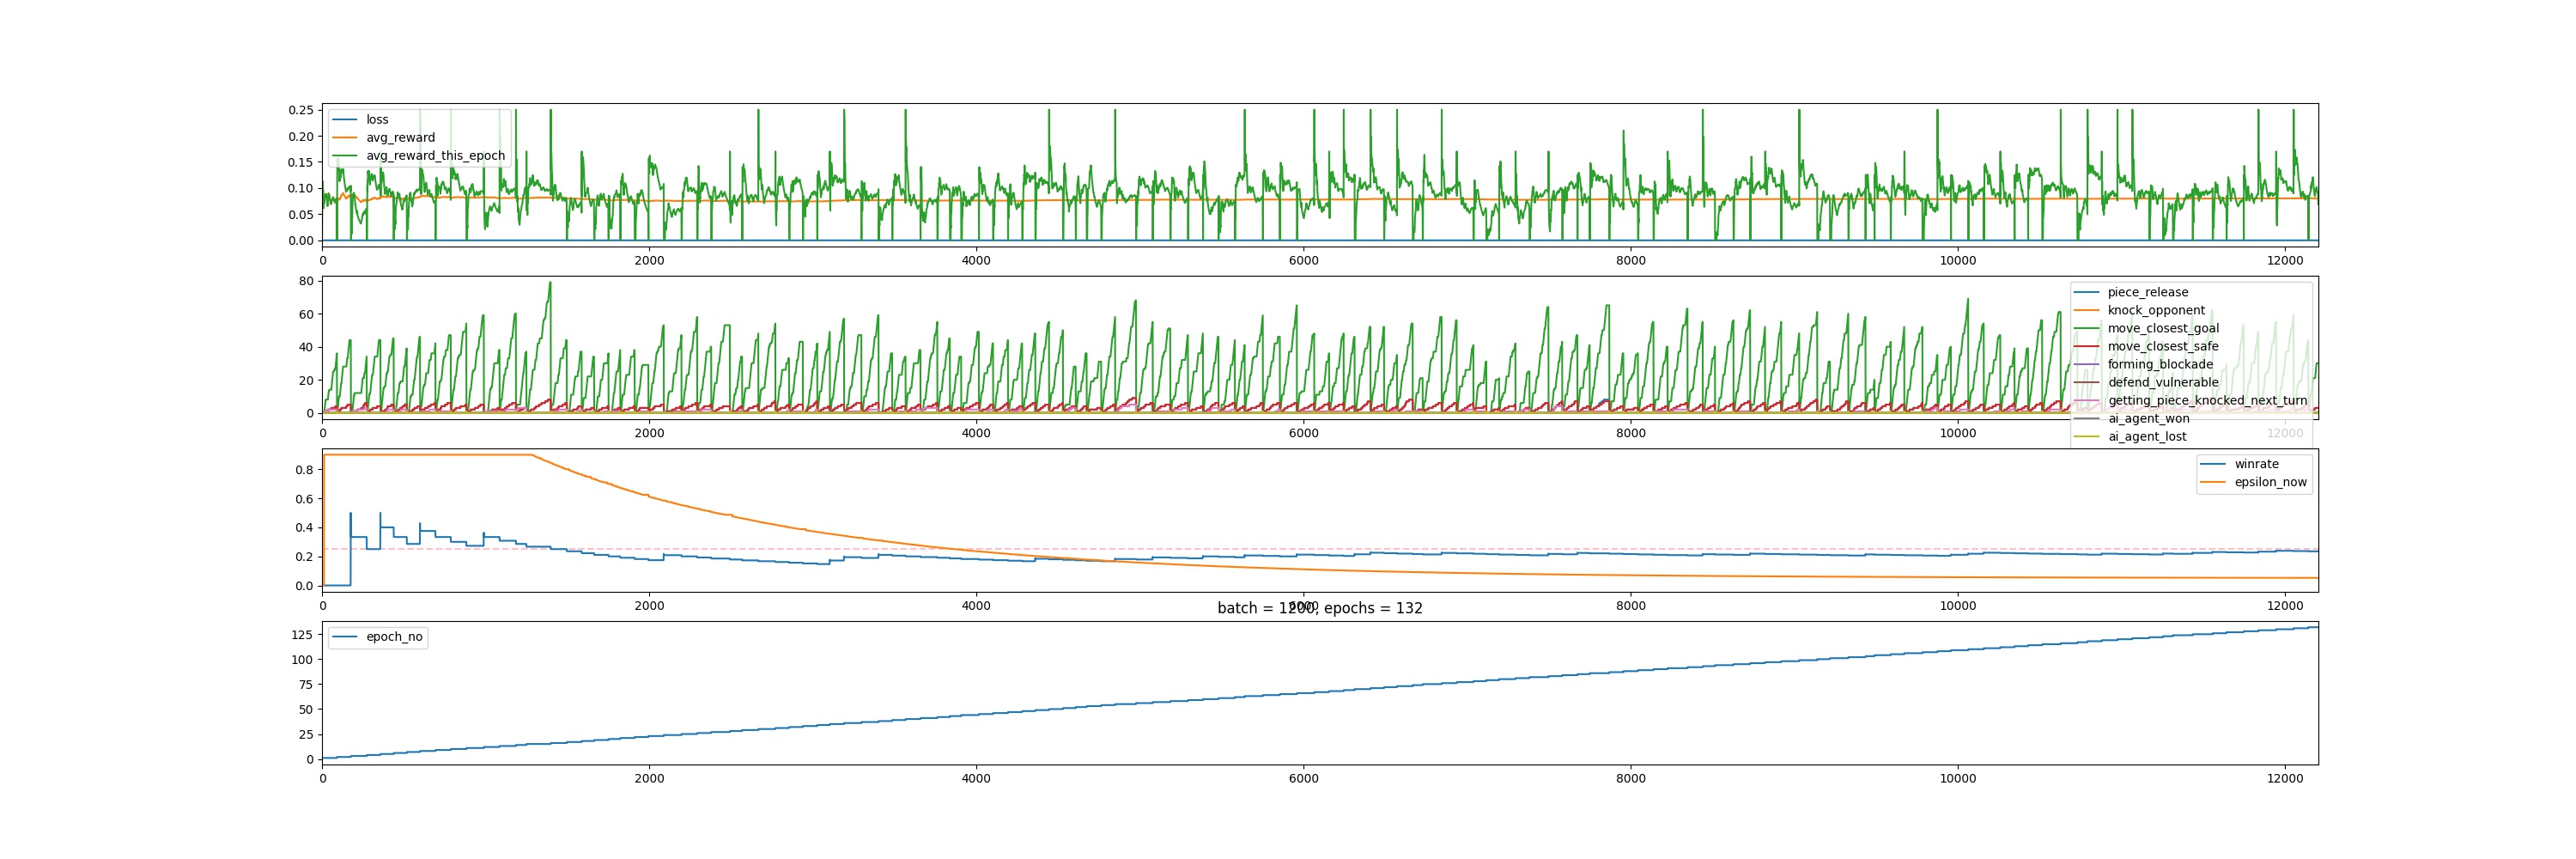 0.25
0.20
0.15
0.10
0.05
0.00
loss
avg_reward
avg_reward_this_epoch
0 2000 4000 6000 8000 10000 12000
80
60
40
20
0
piece_release
knock_opponent
move_closest_goal
move_closest_safe
forming_blockade
defend_vulnerable
getting_piece_knocked_next_turn
ai_agent_won
ai_agent_lost
0 2000 4000 6000 8000 10000 12000
0.8
0.6
0.4
0.2
0.0
winrate
epsilon_now
0 2000 4000 6000 8000 10000 12000
batch = 1200, epochs = 132
125
100
75
50
25
0
epoch_no
0 2000 4000 6000 8000 10000 12000